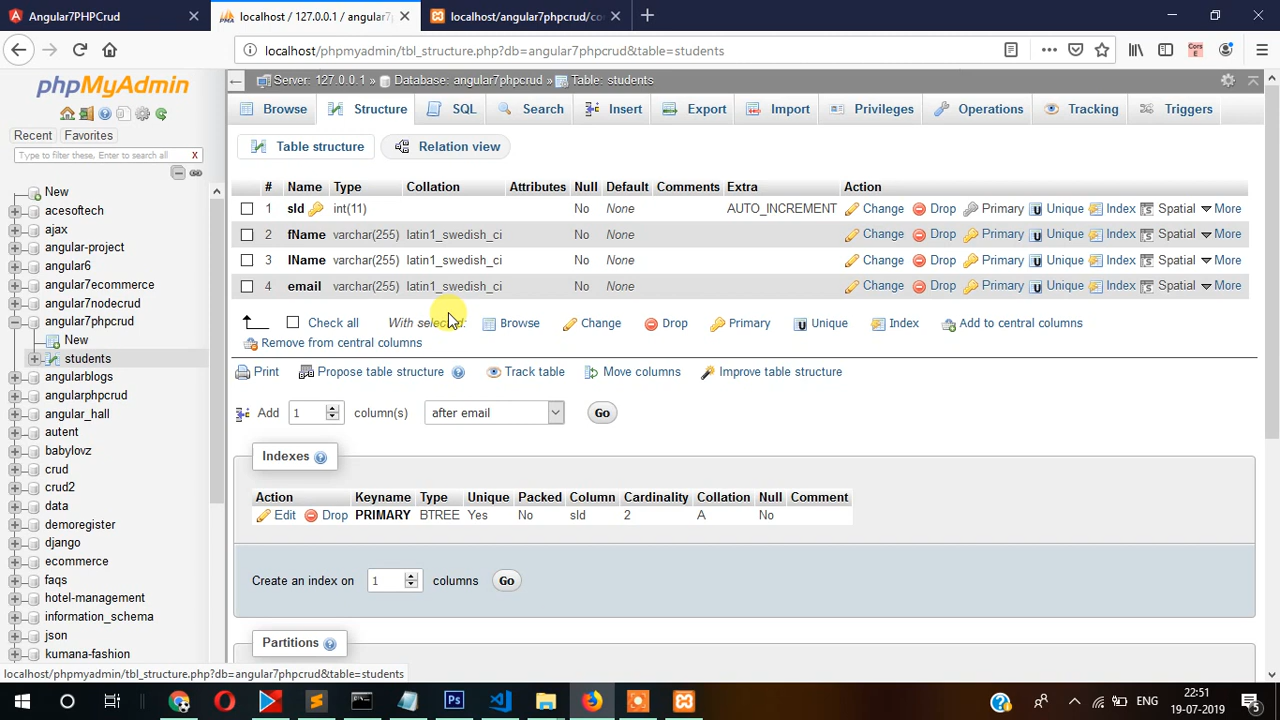 Angular7PHPCrud
localhost / 127.0.0.1 / angular7
localhost/angular7phpcrud/co
localhost/phpmyadmin/tbl_structure.php?db=angular7phpcrud&table=students
phpMyAdmin
Recent Favorites
Type to filter these, Enter to search all X
New
acesoftech
ajax
angular-project
angular6
angular7ecommerce
angular7nodecrud
angular7phpcrud
New
students
angularblogs
angularphpcrud
angular_hall
autent
babylovz
crud
crud2
data
demoregister
django
ecommerce
faqs
hotel-management
information_schema
json
kumana-fashion
Server: 127.0.0.1 » Database: angular7phpcrud » Table: students
Browse Structure SQL Search Insert Export Import Privileges Operations Tracking Triggers
Table structure Relation view
# Name Type Collation Attributes Null Default Comments Extra Action
1 sId int(11) No None AUTO_INCREMENT Change Drop Primary Unique Index Spatial More
2 fName varchar(255) latin1_swedish_ci No None Change Drop Primary Unique Index Spatial More
3 lName varchar(255) latin1_swedish_ci No None Change Drop Primary Unique Index Spatial More
4 email varchar(255) latin1_swedish_ci No None Change Drop Primary Unique Index Spatial More
Check all With selected: Browse Change Drop Primary Unique Index Add to central columns
Remove from central columns
Print Propose table structure Track table Move columns Improve table structure
Add 1 column(s) after email Go
Indexes
Action Keyname Type Unique Packed Column Cardinality Collation Null Comment
Edit Drop PRIMARY BTREE Yes No sId 2 A No
Create an index on 1 columns Go
Partitions
localhost/phpmyadmin/tbl_structure.php?db=angular7phpcrud&table=students
ENG
22:51
19-07-2019
5